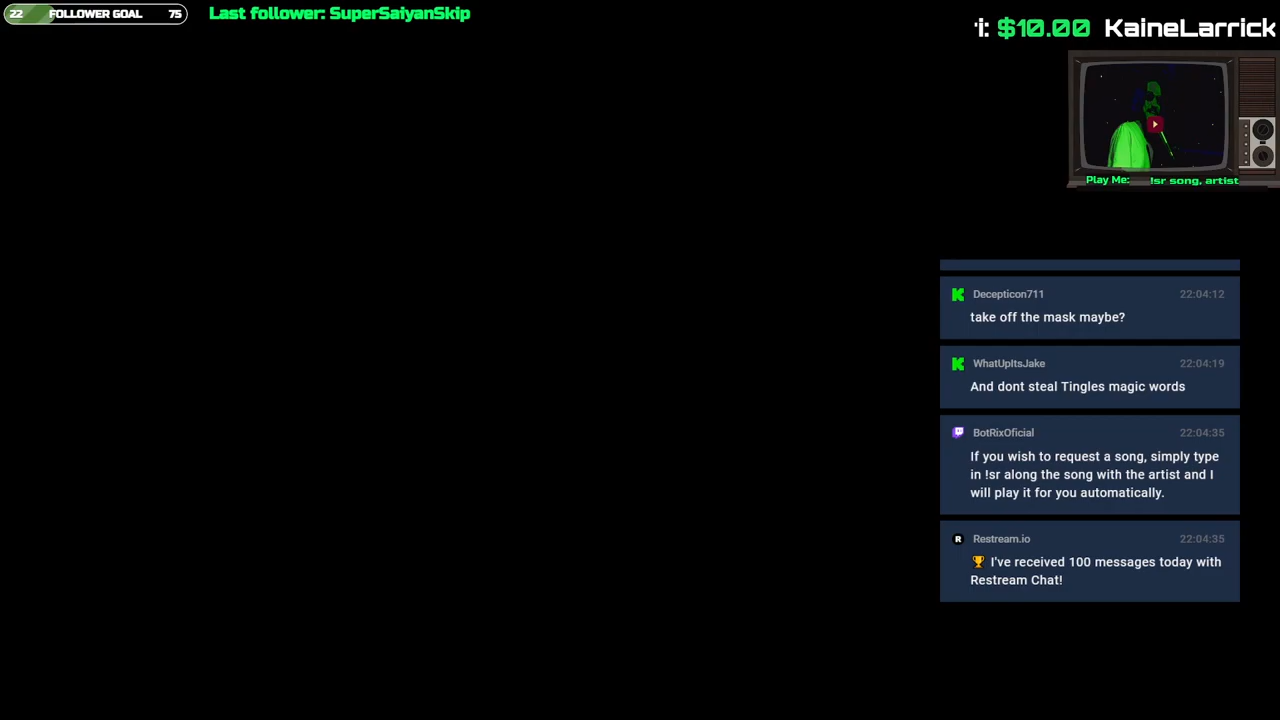 22 FOLLOWER GOAL 75
Last follower: SuperSaiyanSkip
$10.00 KaineLarrick
Play Me: !sr song, artist
Decepticon711 22:04:12
take off the mask maybe?
WhatUpItsJake 22:04:19
And dont steal Tingles magic words
BotRixOficial 22:04:35
If you wish to request a song, simply type
in !sr along the song with the artist and I
will play it for you automatically.
R Restream.io 22:04:35
🏆 I've received 100 messages today with
Restream Chat!